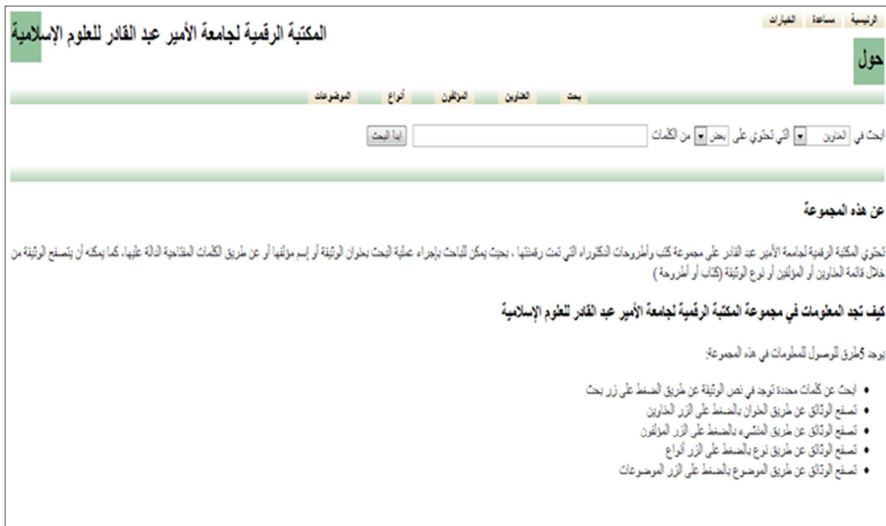 الرئيسية مساعدة الخيارات
المكتبة الرقمية لجامعة الأمير عبد القادر للعلوم الإسلامية
حول
بحث العناوين المؤلفون أنواع الموضوعات
ابحث في العناوين التي تحتوي على بعض من الكلمات إبدأ البحث
عن هذه المجموعة
تحتوي المكتبة الرقمية لجامعة الأمير عبد القادر على مجموعة كتب وأطروحات الدكتوراء التي تمت رقمنتها ، بحيث يمكن للباحث بإجراء عملية البحث بعنوان الوثيقة أو إسم مؤلفها أو عن طريق الكلمات المفتاحية الدالة عليها، كما يمكنه أن يتصفح الوثيقة من
خلال قائمة العناوين أو المؤلفين أو نوع الوثيقة (كتاب أو أطروحة )
كيف تجد المعلومات في مجموعة المكتبة الرقمية لجامعة الأمير عبد القادر للعلوم الإسلامية
يوجد 5طرق للوصول للمعلومات في هذه المجموعة:
• ابحث عن كلمات محددة توجد في نص الوثيقة عن طريق الضغط على زر بحث
• تصفح الوثائق عن طريق العنوان بالضغط على الزر العناوين
• تصفح الوثائق عن طريق المنشيء بالضغط على الزر المؤلفون
• تصفح الوثائق عن طريق نوع بالضغط على الزر أنواع
• تصفح الوثائق عن طريق الموضوع بالضغط على الزر الموضوعات